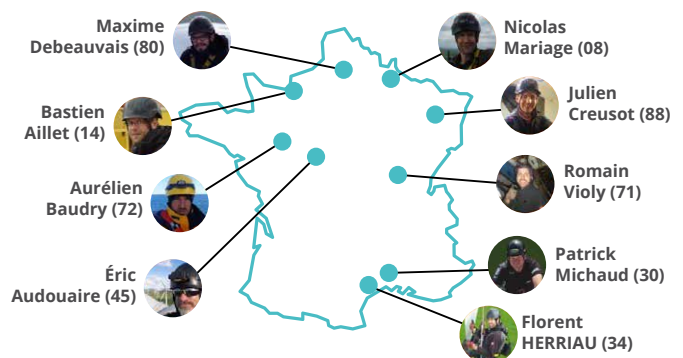 Maxime
Debeauvais (80)
Nicolas
Mariage (08)
Bastien
Aillet (14)
Julien
Creusot (88)
Aurélien
Baudry (72)
Romain
Violy (71)
Éric
Audouaire (45)
Patrick
Michaud (30)
Florent
HERRIAU (34)